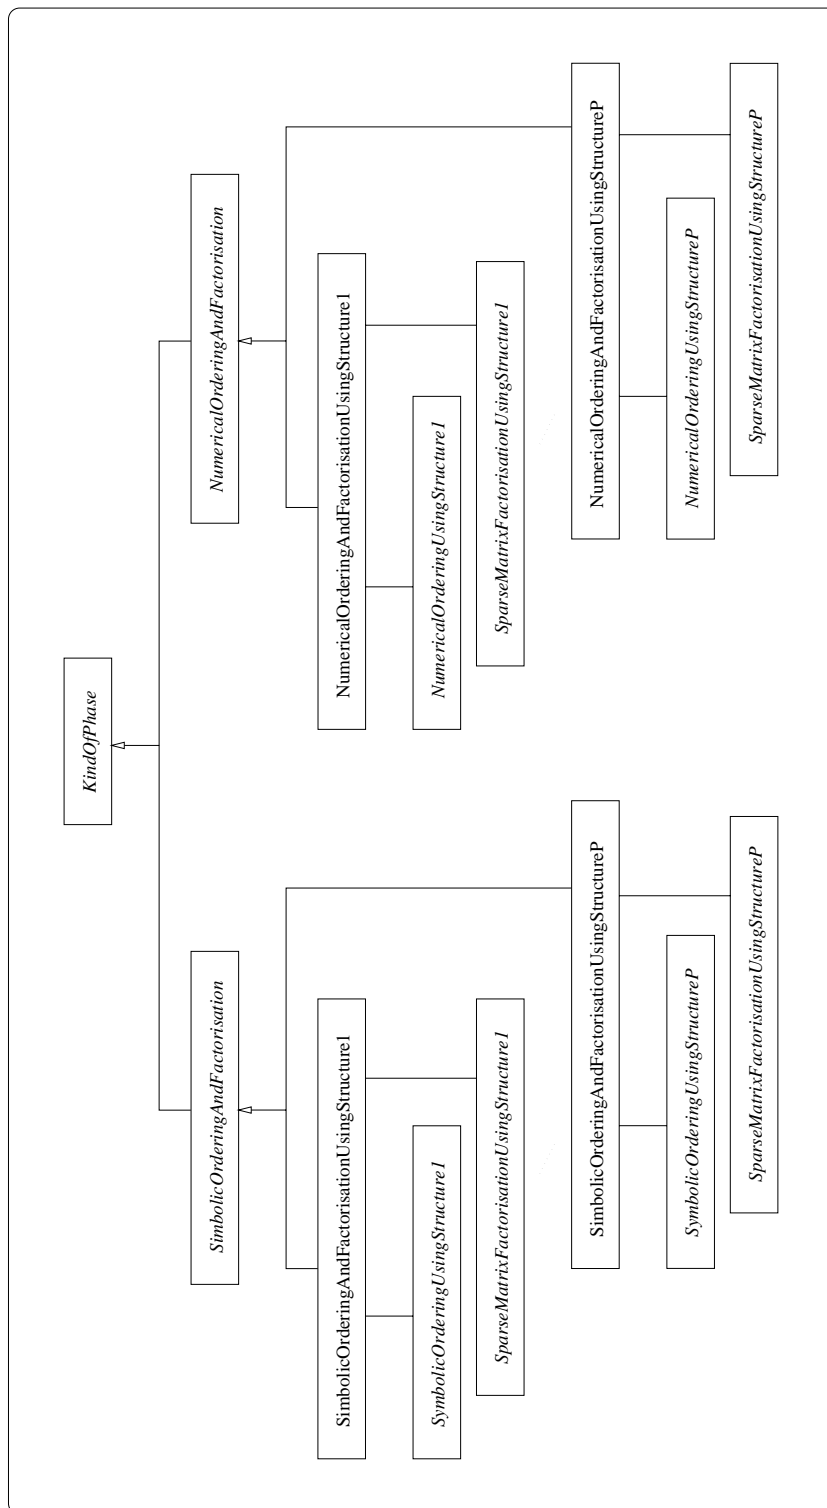 KindOfPhase
SimbolicOrderingAndFactorisation
NumericalOrderingAndFactorisation
SimbolicOrderingAndFactorisationUsingStructure1
NumericalOrderingAndFactorisationUsingStructure1
SymbolicOrderingUsingStructure1
NumericalOrderingUsingStructure1
SparseMatrixFactorisationUsingStructure1
SparseMatrixFactorisationUsingStructure1
SimbolicOrderingAndFactorisationUsingStructureP
NumericalOrderingAndFactorisationUsingStructureP
SymbolicOrderingUsingStructureP
NumericalOrderingUsingStructureP
SparseMatrixFactorisationUsingStructureP
SparseMatrixFactorisationUsingStructureP